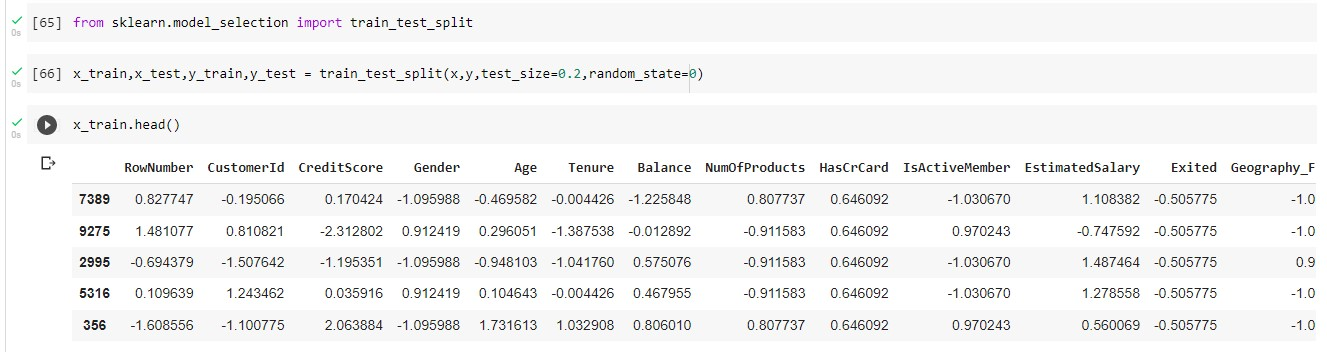 [65] from sklearn.model_selection import train_test_split
0s
[66] x_train,x_test,y_train,y_test = train_test_split(x,y,test_size=0.2,random_state=0)
0s
x_train.head()
0s
RowNumber CustomerId CreditScore Gender Age Tenure Balance NumOfProducts HasCrCard IsActiveMember EstimatedSalary Exited Geography_F
7389 0.827747 -0.195066 0.170424 -1.095988 -0.469582 -0.004426 -1.225848 0.807737 0.646092 -1.030670 1.108382 -0.505775 -1.0
9275 1.481077 0.810821 -2.312802 0.912419 0.296051 -1.387538 -0.012892 -0.911583 0.646092 0.970243 -0.747592 -0.505775 -1.0
2995 -0.694379 -1.507642 -1.195351 -1.095988 -0.948103 -1.041760 0.575076 -0.911583 0.646092 -1.030670 1.487464 -0.505775 0.9
5316 0.109639 1.243462 0.035916 0.912419 0.104643 -0.004426 0.467955 -0.911583 0.646092 -1.030670 1.278558 -0.505775 -1.0
356 -1.608556 -1.100775 2.063884 -1.095988 1.731613 1.032908 0.806010 0.807737 0.646092 0.970243 0.560069 -0.505775 -1.0